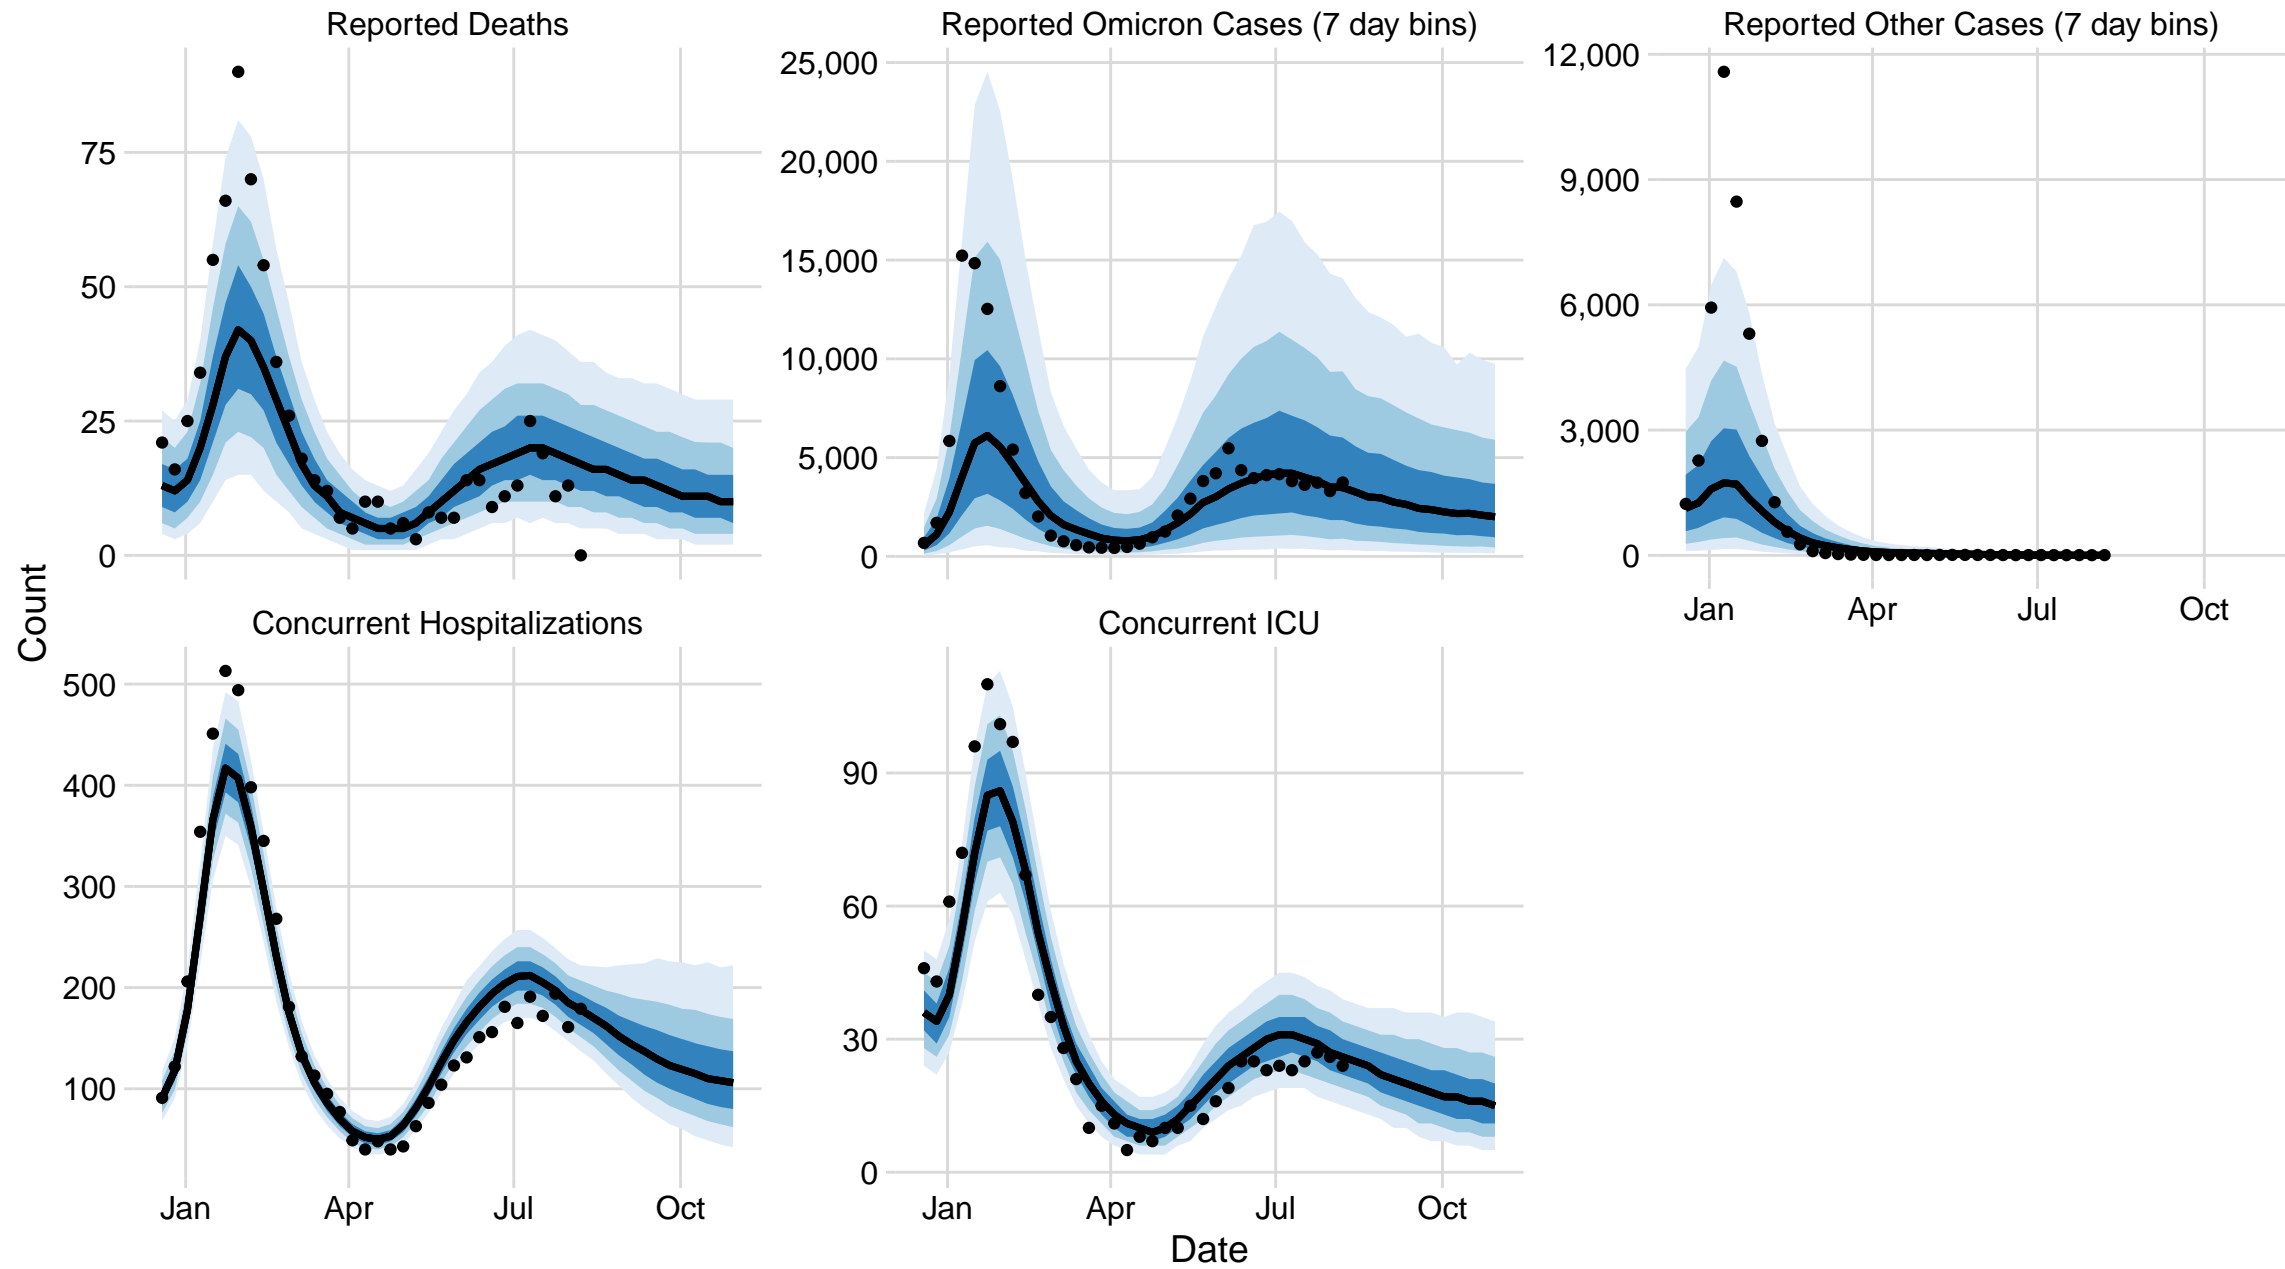 Reported Deaths
Reported Omicron Cases (7 day bins)
Reported Other Cases (7 day bins)
75
50
25
0
25,000
20,000
15,000
10,000
5,000
0
12,000
9,000
6,000
3,000
0
Jan Apr Jul Oct
Count
Concurrent Hospitalizations
Concurrent ICU
500
400
300
200
100
90
60
30
0
Jan Apr Jul Oct
Jan Apr Jul Oct
Date